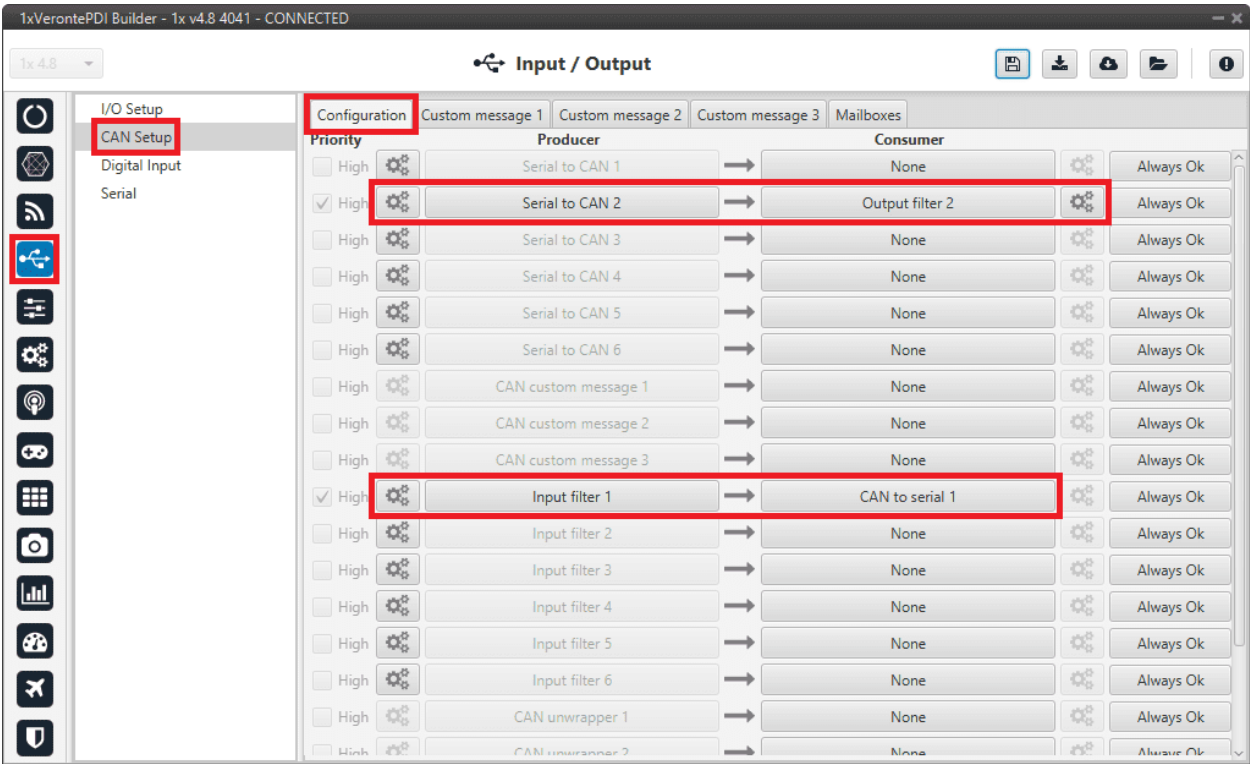 1xVerontePDI Builder - 1x v4.8 4041 - CONNECTED
1x 4.8
Input / Output
I/O Setup
CAN Setup
Digital Input
Serial
Configuration Custom message 1 Custom message 2 Custom message 3 Mailboxes
Priority Producer Consumer
High Serial to CAN 1 None Always Ok
High Serial to CAN 2 Output filter 2 Always Ok
High Serial to CAN 3 None Always Ok
High Serial to CAN 4 None Always Ok
High Serial to CAN 5 None Always Ok
High Serial to CAN 6 None Always Ok
High CAN custom message 1 None Always Ok
High CAN custom message 2 None Always Ok
High CAN custom message 3 None Always Ok
High Input filter 1 CAN to serial 1 Always Ok
High Input filter 2 None Always Ok
High Input filter 3 None Always Ok
High Input filter 4 None Always Ok
High Input filter 5 None Always Ok
High Input filter 6 None Always Ok
High CAN unwrapper 1 None Always Ok
High CAN unwrapper 2 None Always Ok